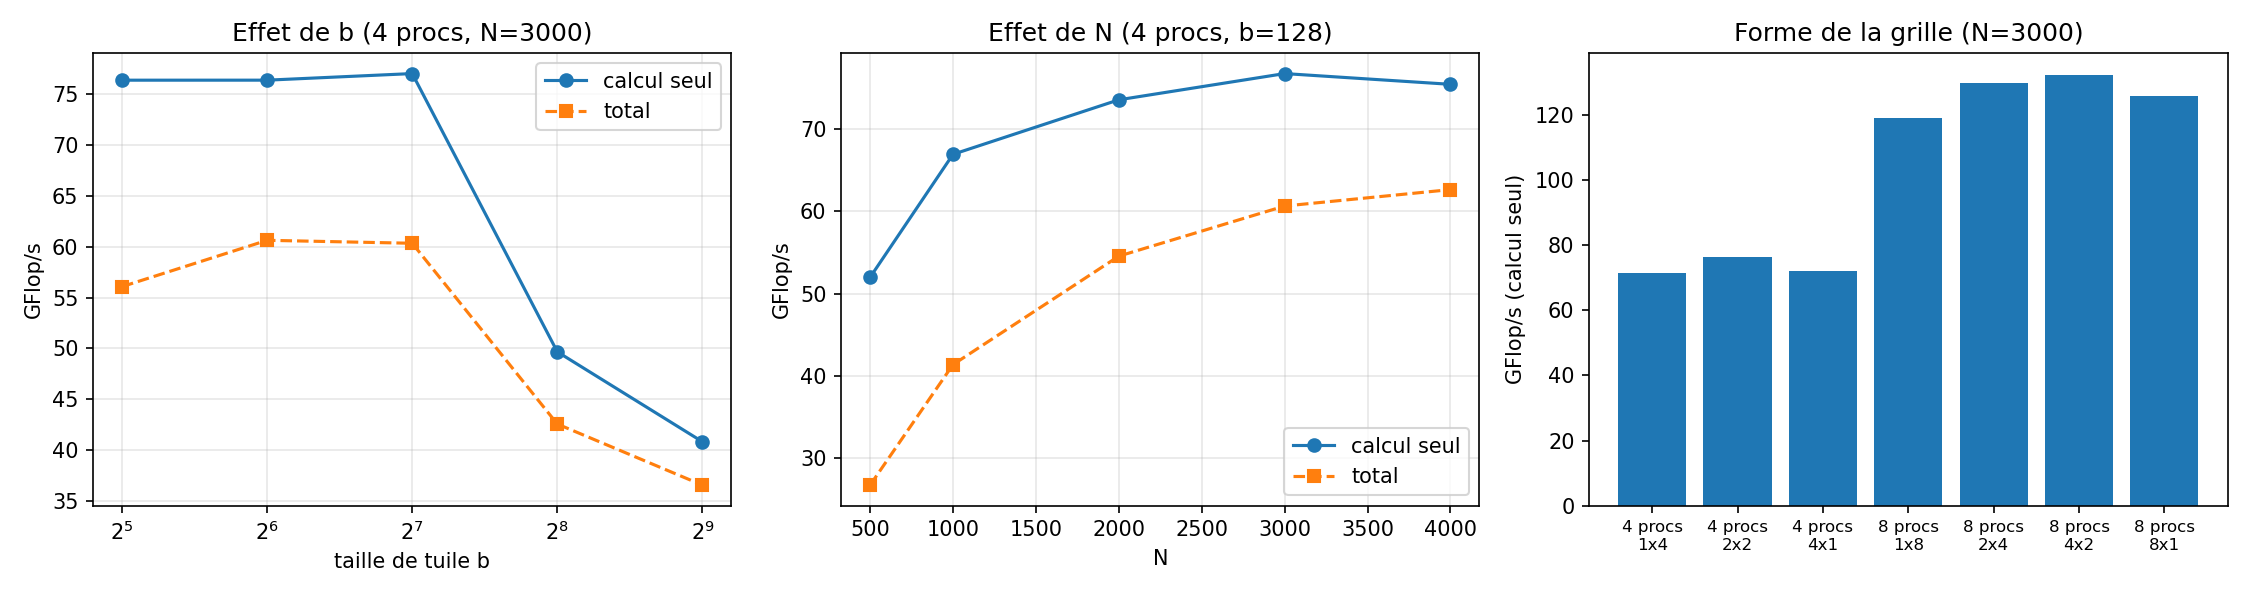 Effet de b (4 procs, N=3000)
GFlop/s
75
70
65
60
55
50
45
40
35
calcul seul
total
2⁵ 2⁶ 2⁷ 2⁸ 2⁹
taille de tuile b
Effet de N (4 procs, b=128)
GFlop/s
70
60
50
40
30
calcul seul
total
500 1000 1500 2000 2500 3000 3500 4000
N
Forme de la grille (N=3000)
GFlop/s (calcul seul)
120
100
80
60
40
20
0
4 procs 4 procs 4 procs 8 procs 8 procs 8 procs 8 procs
1x4 2x2 4x1 1x8 2x4 4x2 8x1